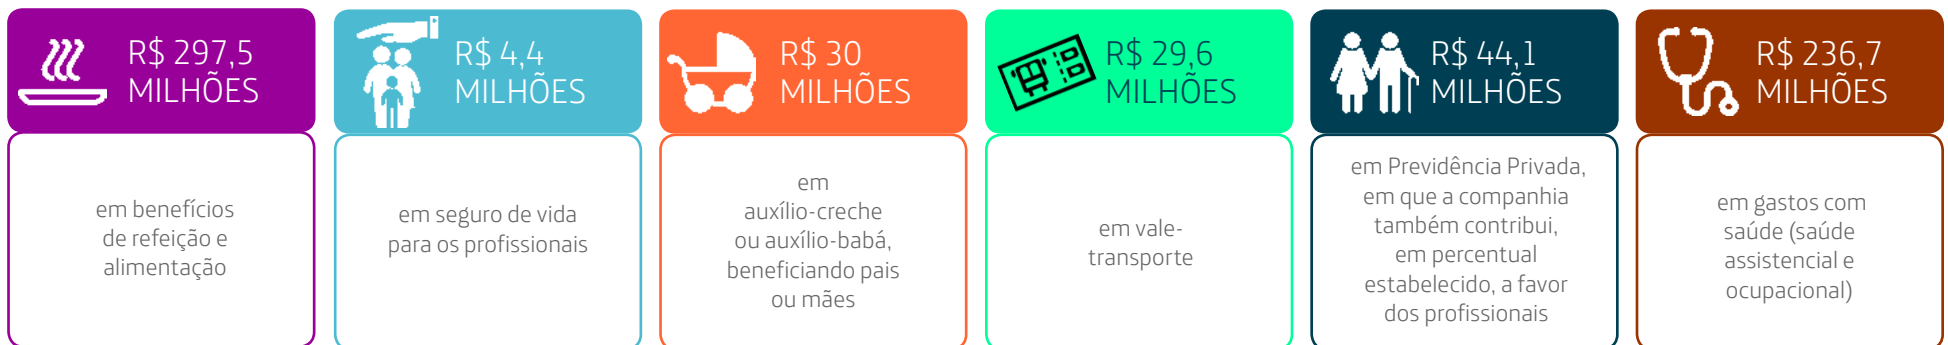 R$ 297,5
MILHÕES
em benefícios
de refeição e
alimentação
R$ 4,4
MILHÕES
em seguro de vida
para os profissionais
R$ 30
MILHÕES
em
auxílio-creche
ou auxílio-babá,
beneficiando pais
ou mães
R$ 29,6
MILHÕES
em vale-
transporte
R$ 44,1
MILHÕES
em Previdência Privada,
em que a companhia
também contribui,
em percentual
estabelecido, a favor
dos profissionais
R$ 236,7
MILHÕES
em gastos com
saúde (saúde
assistencial e
ocupacional)